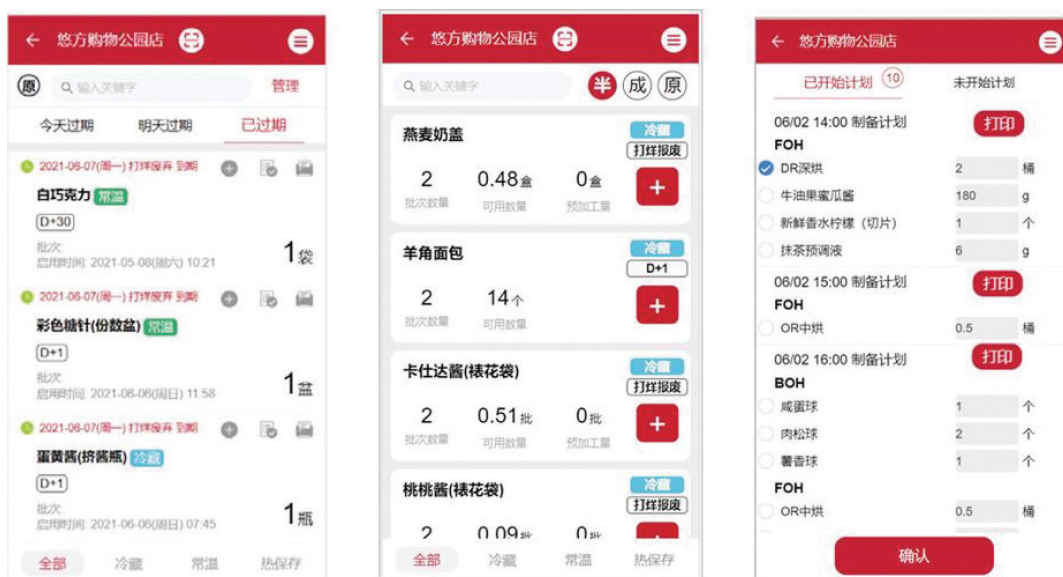 悠方购物公园店
原
输入关键字
管理
今天过期 明天过期 已过期
2021-06-07(周一) 打烊废弃 到期
白巧克力 常温
D+30
批次:
启用时间: 2021-05-08(周六) 10:21
1袋
2021-06-07(周一) 打烊废弃 到期
彩色糖针(份数盆) 常温
D+1
批次:
启用时间: 2021-06-06(周日) 11:58
1盆
2021-06-07(周一) 打烊废弃 到期
蛋黄酱(挤酱瓶) 冷藏
D+1
批次:
启用时间: 2021-06-06(周日) 07:45
1瓶
全部 冷藏 常温 热保存
悠方购物公园店
输入关键字
半 成 原
燕麦奶盖
冷藏
打烊报废
2 0.48盒 0盒
批次数量 可用数量 预加工量
羊角面包
冷藏
D+1
2 14个
批次数量 可用数量
卡仕达酱(裱花袋)
冷藏
打烊报废
2 0.51批 0批
批次数量 可用数量 预加工量
桃桃酱(裱花袋)
冷藏
打烊报废
2 0.09批 0批
全部 冷藏 常温 热保存
悠方购物公园店
已开始计划 10 未开始计划
06/02 14:00 制备计划 打印
FOH
DR深烘 2 桶
牛油果蜜瓜酱 180 g
新鲜香水柠檬（切片） 1 个
抹茶预调液 6 g
06/02 15:00 制备计划 打印
FOH
OR中烘 0.5 桶
06/02 16:00 制备计划 打印
BOH
咸蛋球 1 个
肉松球 2 个
薯香球 1 个
FOH
OR中烘 0.5 桶
确认